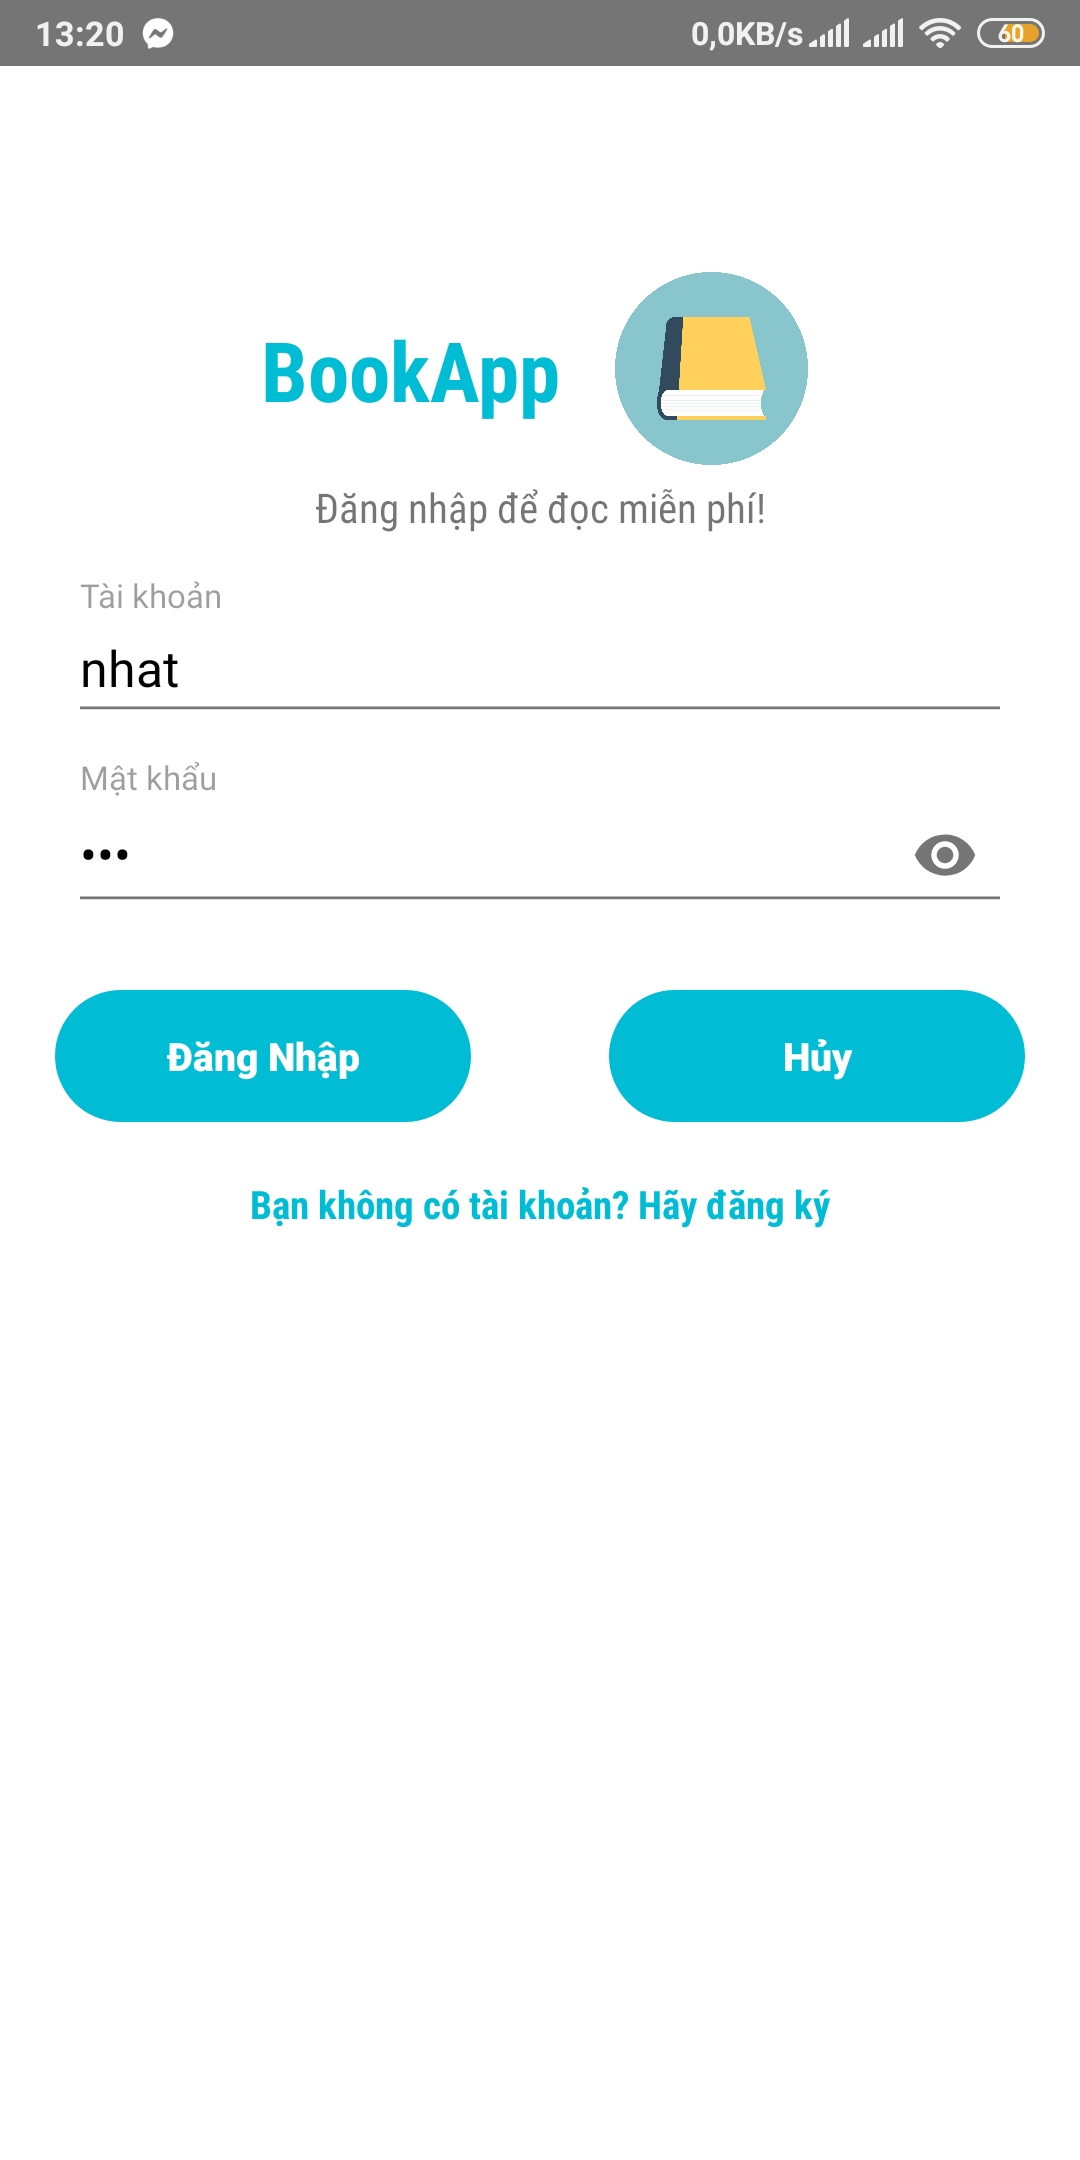 13:20 0,0KB/s 60
BookApp
Đăng nhập để đọc miễn phí!
Tài khoản
nhat
Mật khẩu
•••
Đăng Nhập Hủy
Bạn không có tài khoản? Hãy đăng ký